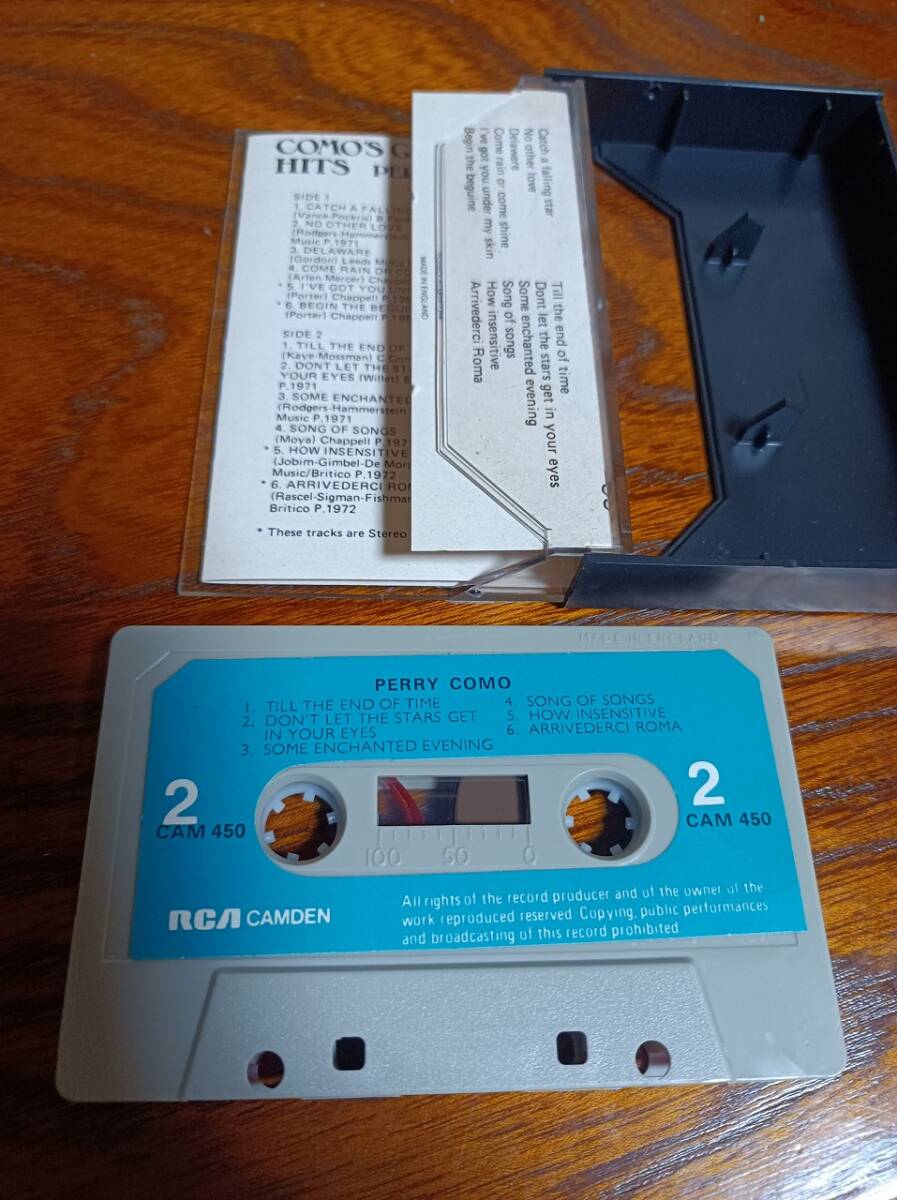 COMO'S G
HITS PE
SIDE 1
1. CATCH A FALLING
(Vance-Pockriss)
2. NO OTHER LOVE
(Rodgers-Hammerstein
Music P.1971
3. DELAWARE
(Gordon) Leeds Music
4. COME RAIN OR CO
(Arlen-Mercer) Chappe
* 5. I'VE GOT YOU UN
(Porter) Chappell P.19
* 6. BEGIN THE BEGUI
(Porter) Chappell P.19
SIDE 2
1. TILL THE END OF
(Kaye-Mossman) C.Con
2. DONT LET THE STA
YOUR EYES (Willet)
P.1971
3. SOME ENCHANTED
(Rodgers-Hammerstein
Music P.1971
4. SONG OF SONGS
(Moya) Chappell P.197
* 5. HOW INSENSITIVE
(Jobim-Gimbel-De Mora
Music/Britico P.1972
* 6. ARRIVEDERCI ROM
(Rascel-Sigman-Fishman
Britico P.1972
* These tracks are Stereo
Catch a falling star
No other love
Delaware
Come rain or come shine
I've got you under my skin
Begin the beguine
Till the end of time
Dont let the stars get in your eyes
Some enchanted evening
Song of songs
How insensitive
Arrivederci Roma
MADE IN ENGLAND
MADE IN ENGLAND
PERRY COMO
1. TILL THE END OF TIME
2. DON'T LET THE STARS GET
IN YOUR EYES
3. SOME ENCHANTED EVENING
4. SONG OF SONGS
5. HOW INSENSITIVE
6. ARRIVEDERCI ROMA
2
CAM 450
2
CAM 450
100 50 0
RCA CAMDEN
All rights of the record producer and of the owner of the
work reproduced reserved. Copying, public performances
and broadcasting of this record prohibited